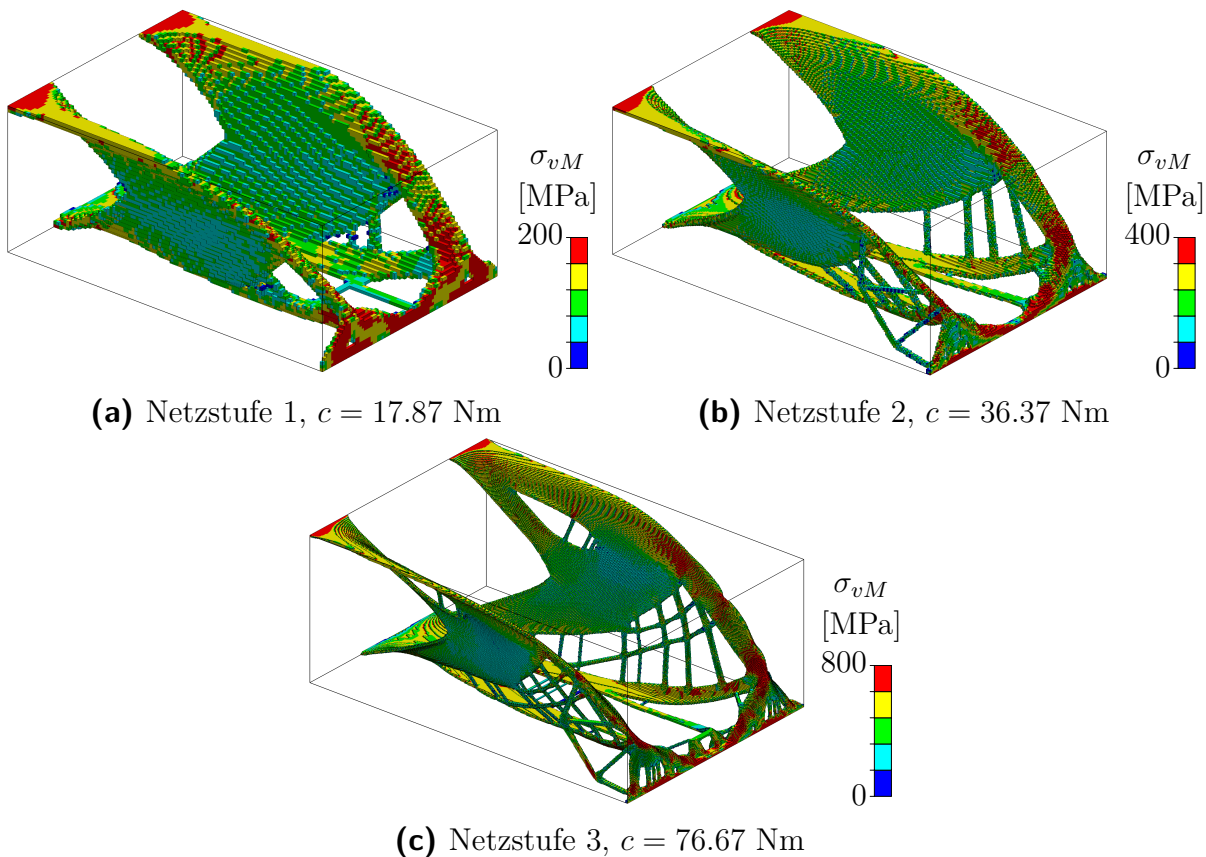 σvM
[MPa]
200
0
(a) Netzstufe 1, c = 17.87 Nm
σvM
[MPa]
400
0
(b) Netzstufe 2, c = 36.37 Nm
σvM
[MPa]
800
0
(c) Netzstufe 3, c = 76.67 Nm